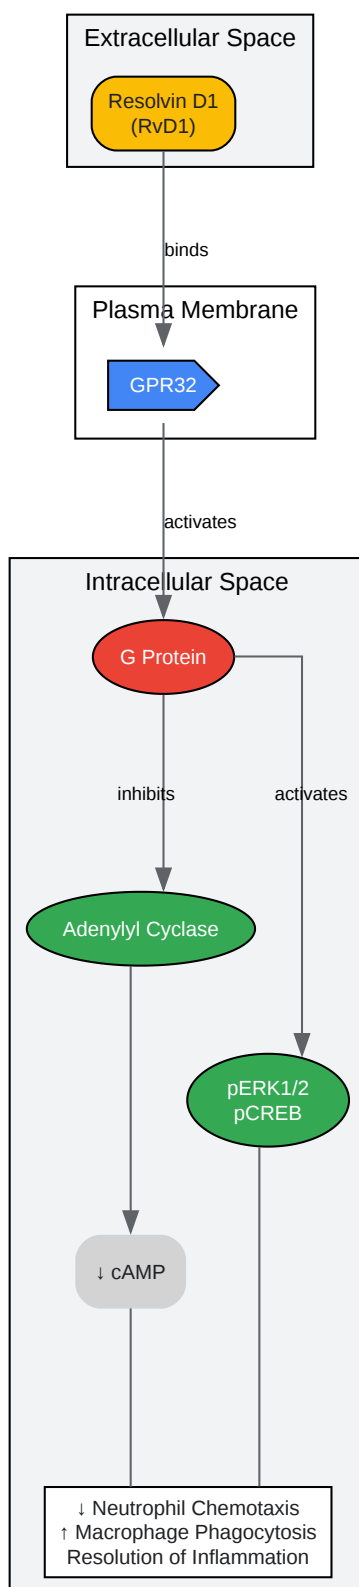 Extracellular Space
Resolvin D1
(RvD1)
binds
Plasma Membrane
GPR32
activates
Intracellular Space
G Protein
inhibits
activates
Adenylyl Cyclase
pERK1/2
pCREB
↓ cAMP
↓ Neutrophil Chemotaxis
↑ Macrophage Phagocytosis
Resolution of Inflammation